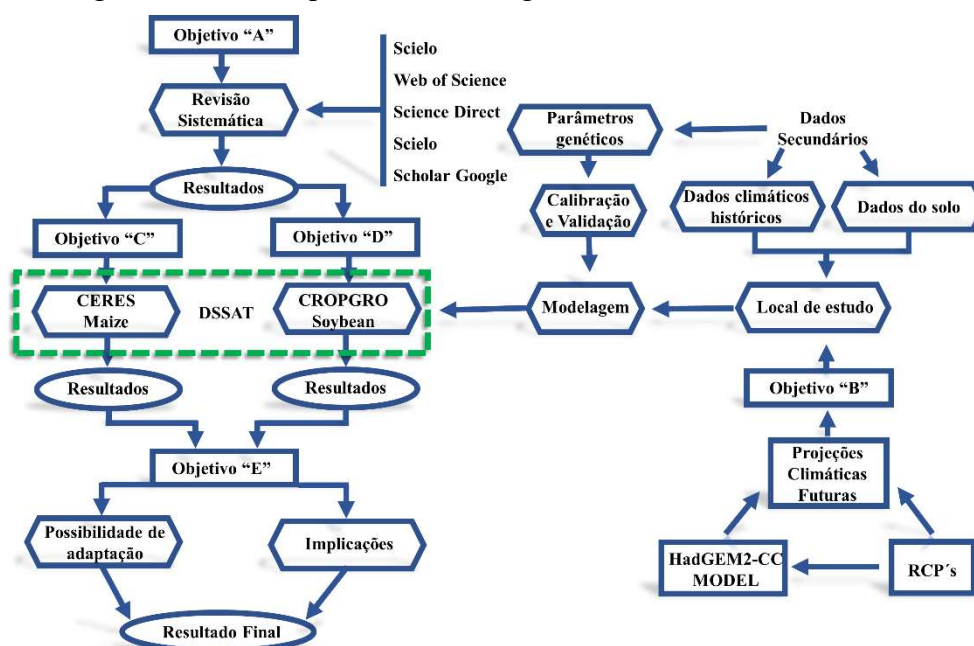 Objetivo “A”
Revisão
Sistemática
Scielo
Web of Science
Science Direct
Scielo
Scholar Google
Resultados
Objetivo “C”
Objetivo “D”
CERES
Maize
DSSAT
CROPGRO
Soybean
Resultados
Resultados
Objetivo “E”
Possibilidade de
adaptação
Implicações
Resultado Final
Parâmetros
genéticos
Dados
Secundários
Calibração
e Validação
Dados climáticos
históricos
Dados do solo
Modelagem
Local de estudo
Objetivo “B”
Projeções
Climáticas
Futuras
HadGEM2-CC
MODEL
RCP´s